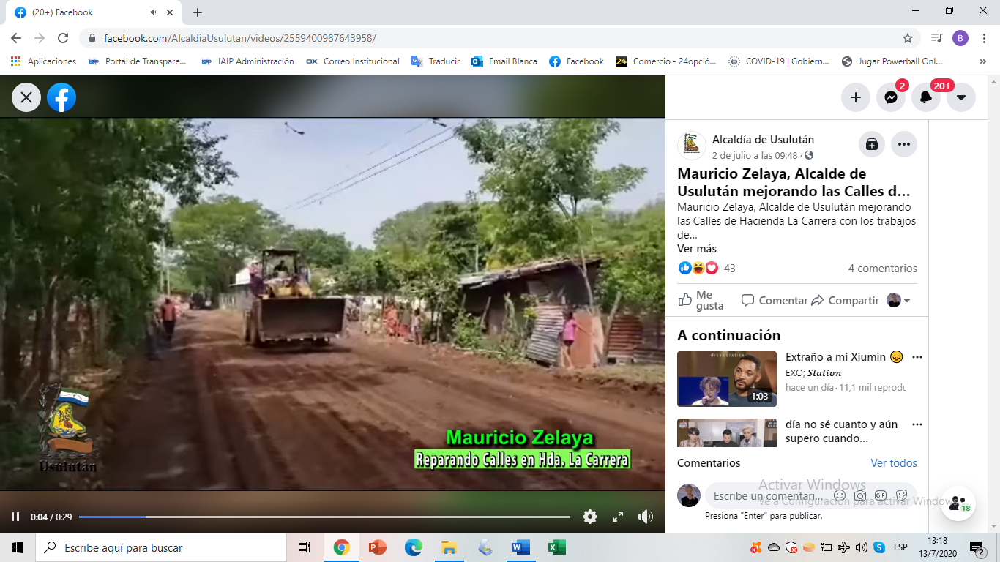 (20+) Facebook
facebook.com/AlcaldiaUsulutan/videos/2559400987643958/
B
Aplicaciones
Portal de Transpare...
IAIP Administración
Correo Institucional
Traducir
Email Blanca
Facebook
24
Comercio - 24opció...
COVID-19 | Gobiern...
Jugar Powerball Onl...
»
2
20+
Usulután
Mauricio Zelaya
Reparando Calles en Hda. La Carrera
0:04 / 0:29
Alcaldía de Usulután
2 de julio a las 09:48 ·
Mauricio Zelaya, Alcalde de
Usulután mejorando las Calles d...
Mauricio Zelaya, Alcalde de Usulután mejorando
las Calles de Hacienda La Carrera con los trabajos
de...
Ver más
43
4 comentarios
Me gusta
Comentar
Compartir
A continuación
Extraño a mi Xiumin 😔
EXO; Station
hace un día · 11,1 mil reprodu
1:03
día no sé cuanto y aún
supero cuando...
Comentarios
Ver todos
Escribe un comentari...
GIF
Presiona "Enter" para publicar.
Activar Windows
Ve a Configuración para activar Windows.
18
Escribe aquí para buscar
ESP
13:18
13/7/2020
2